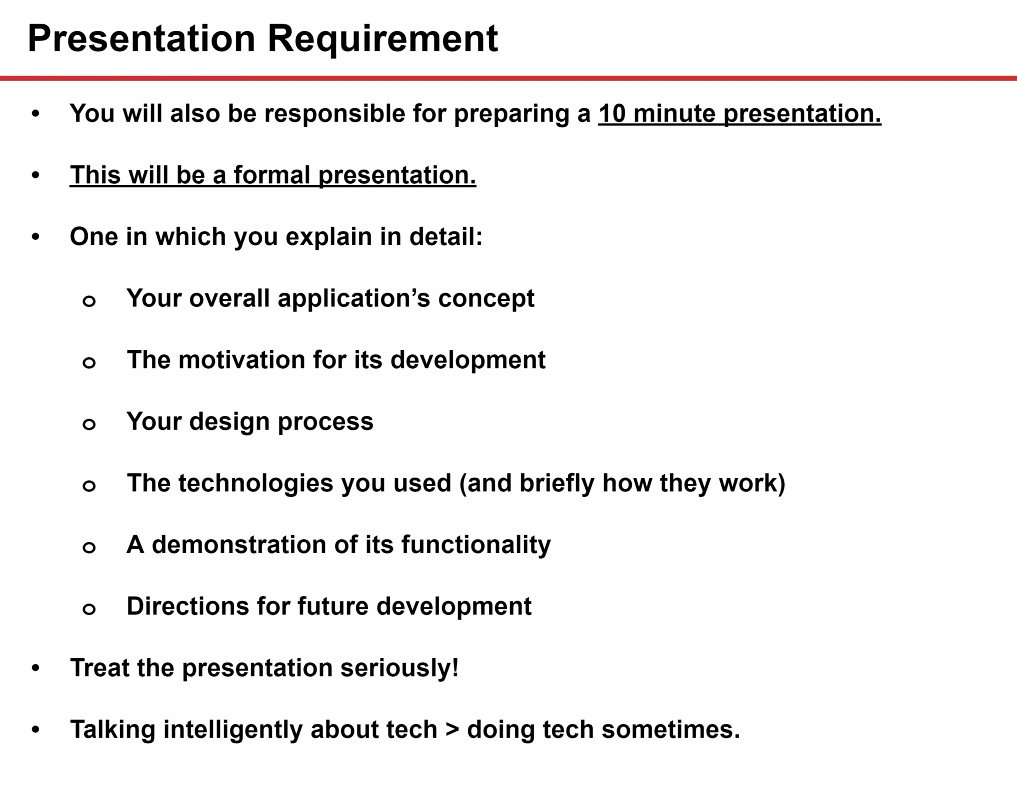 Presentation Requirement
• You will also be responsible for preparing a 10 minute presentation.
• This will be a formal presentation.
• One in which you explain in detail:
o Your overall application’s concept
o The motivation for its development
o Your design process
o The technologies you used (and briefly how they work)
o A demonstration of its functionality
o Directions for future development
• Treat the presentation seriously!
• Talking intelligently about tech > doing tech sometimes.